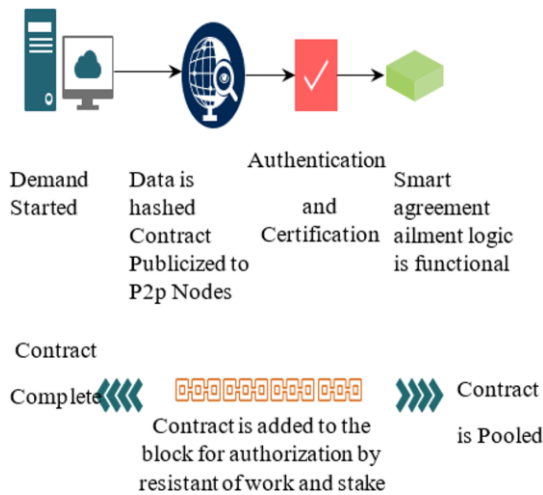 Demand
Started
Data is
hashed
Contract
Publicized to
P2p Nodes
Authentication
and
Certification
Smart
agreement
ailment logic
is functional
Contract
Complete
Contract is added to the
block for authorization by
resistant of work and stake
Contract
is Pooled